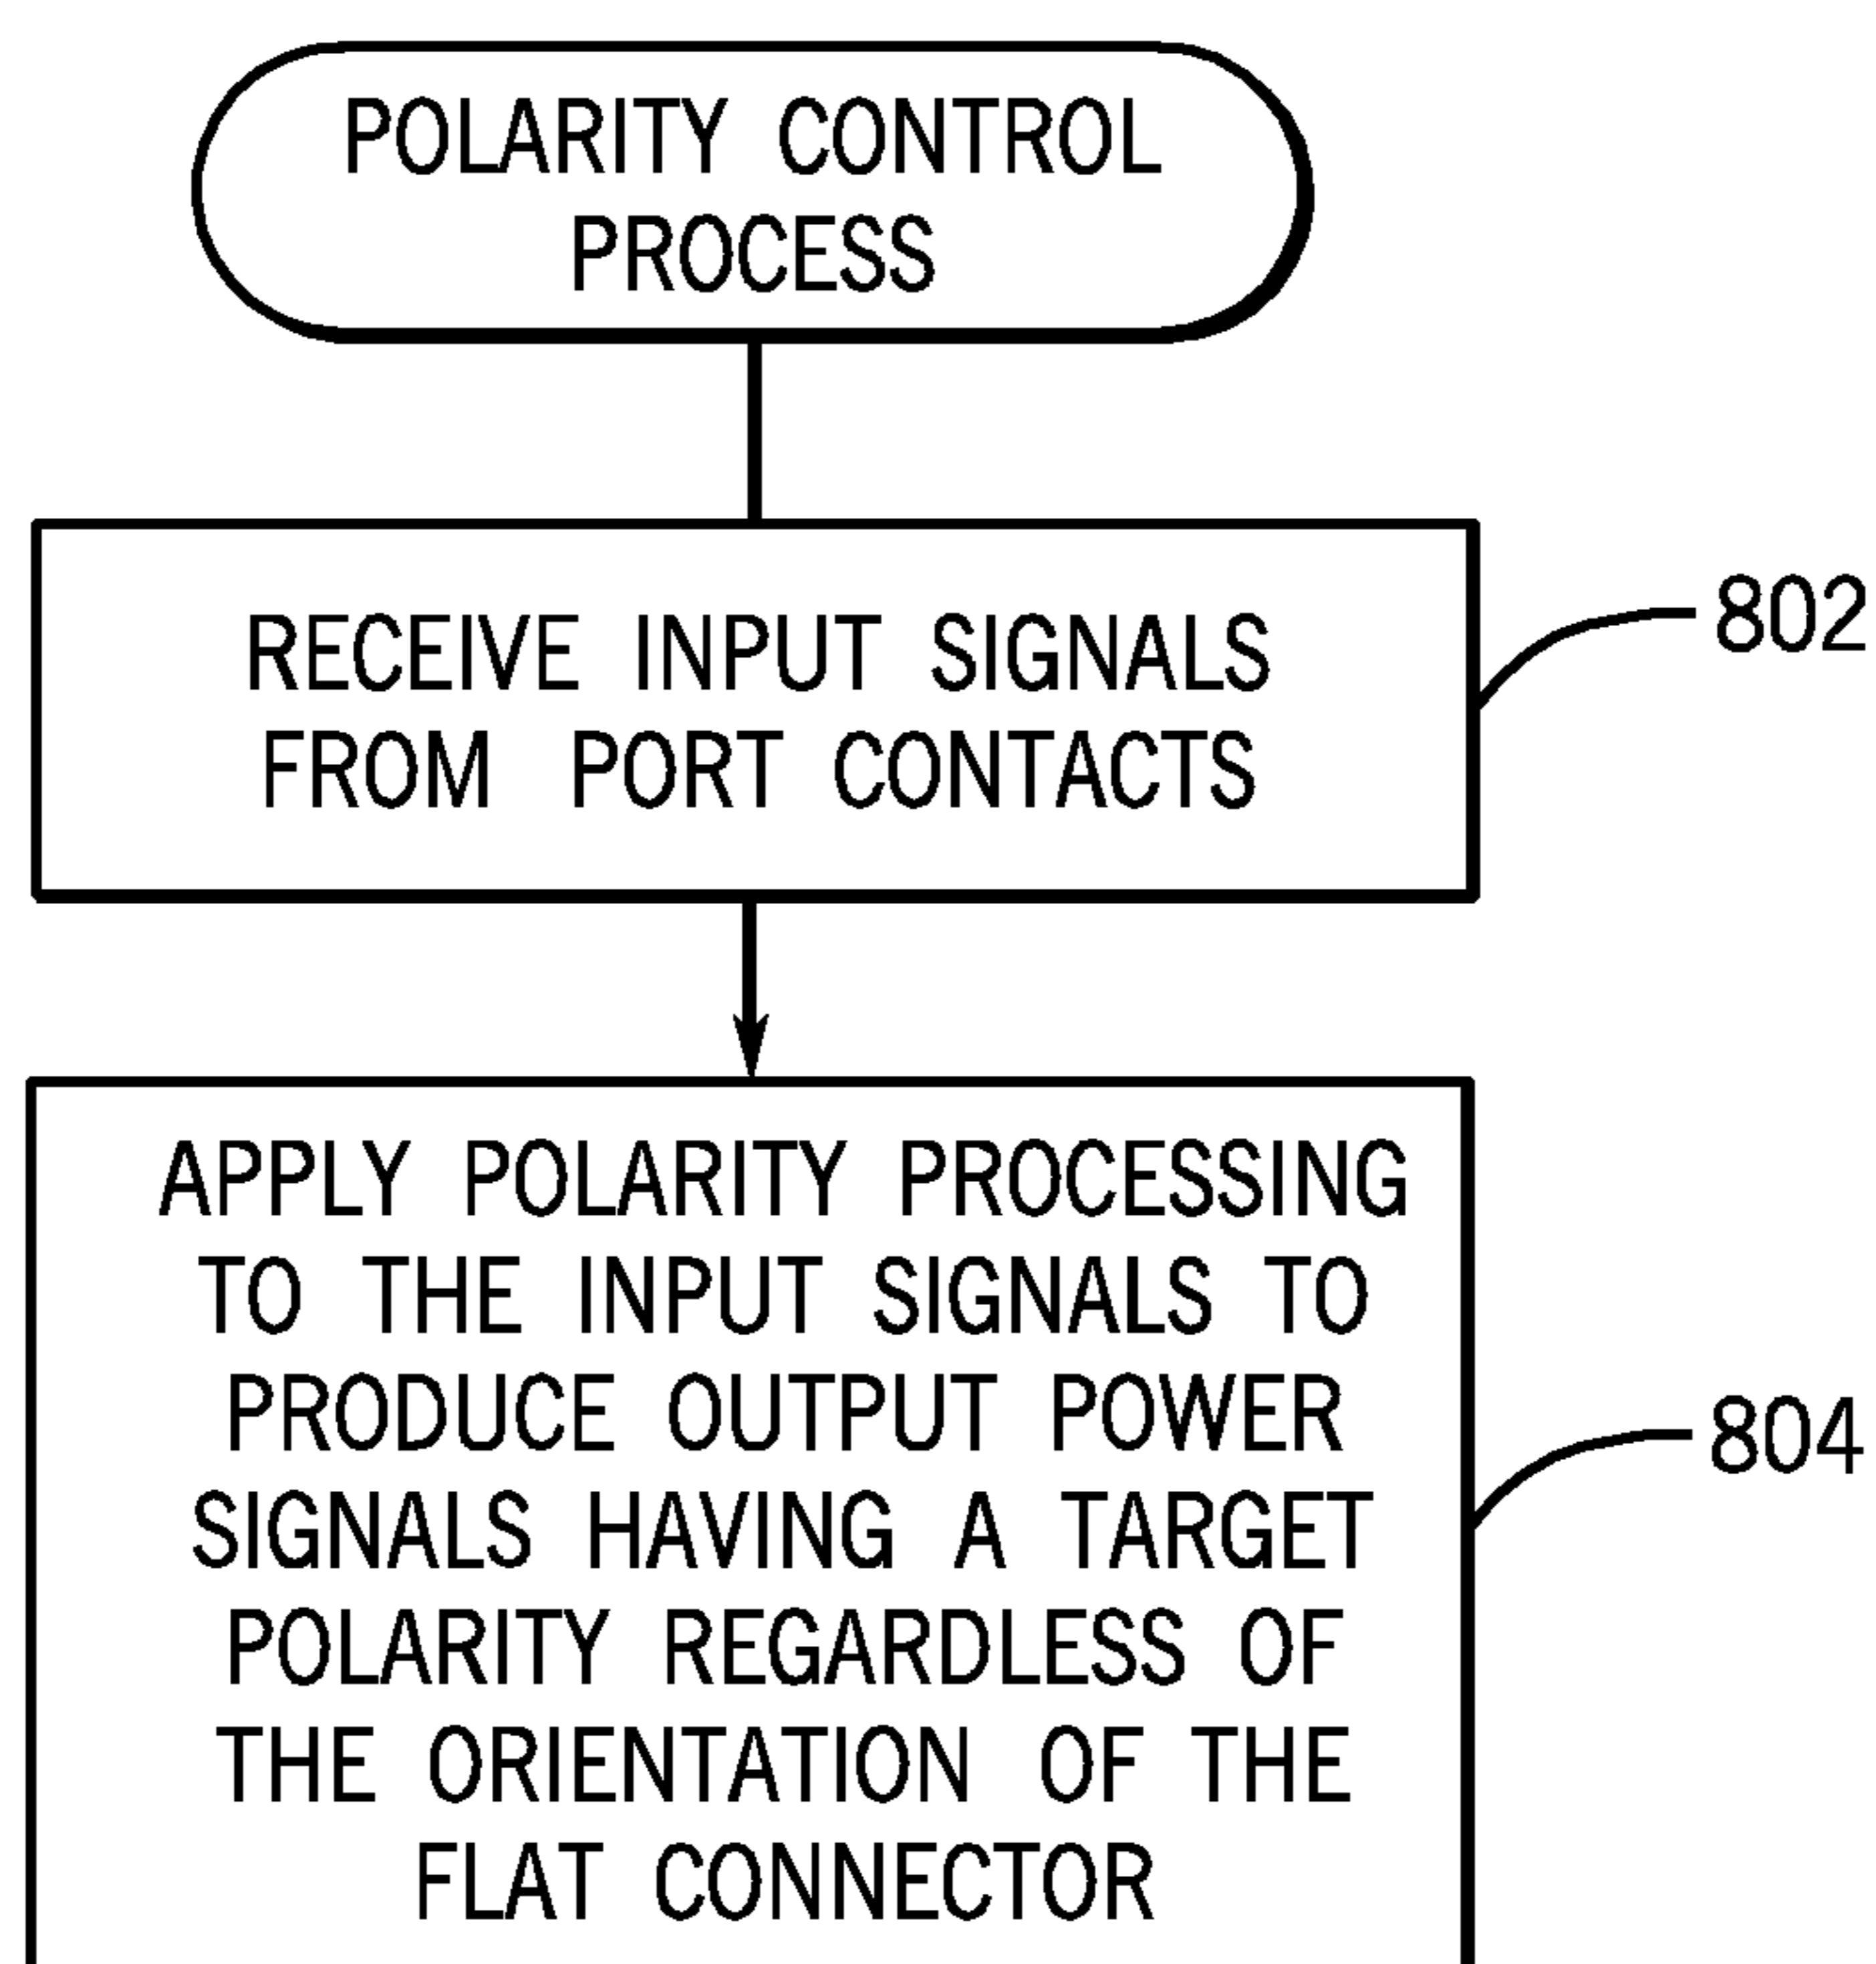 POLARITY CONTROL
PROCESS
RECEIVE INPUT SIGNALS
FROM PORT CONTACTS
802
APPLY POLARITY PROCESSING
TO THE INPUT SIGNALS TO
PRODUCE OUTPUT POWER
SIGNALS HAVING A TARGET
POLARITY REGARDLESS OF
THE ORIENTATION OF THE
FLAT CONNECTOR
804